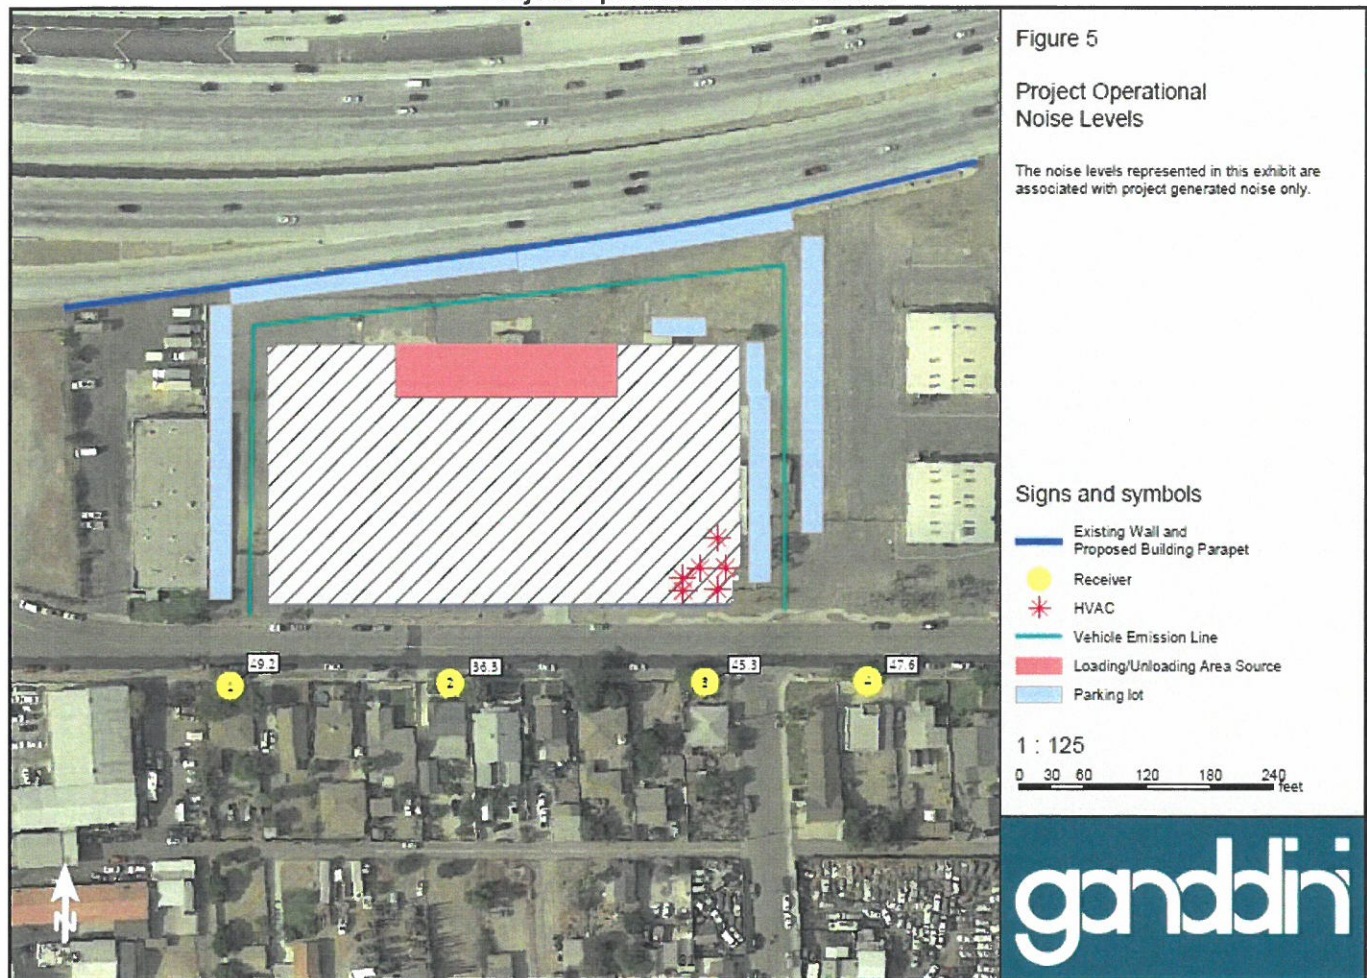 Figure 5
Project Operational
Noise Levels
The noise levels represented in this exhibit are
associated with project generated noise only.
49.2
45.3
47.6
1
2
3
4
Signs and symbols
Existing Wall and
Proposed Building Parapet
Receiver
HVAC
Vehicle Emission Line
Loading/Unloading Area Source
Parking lot
1 : 125
0 30 60 120 180 240
feet
N
ganddini